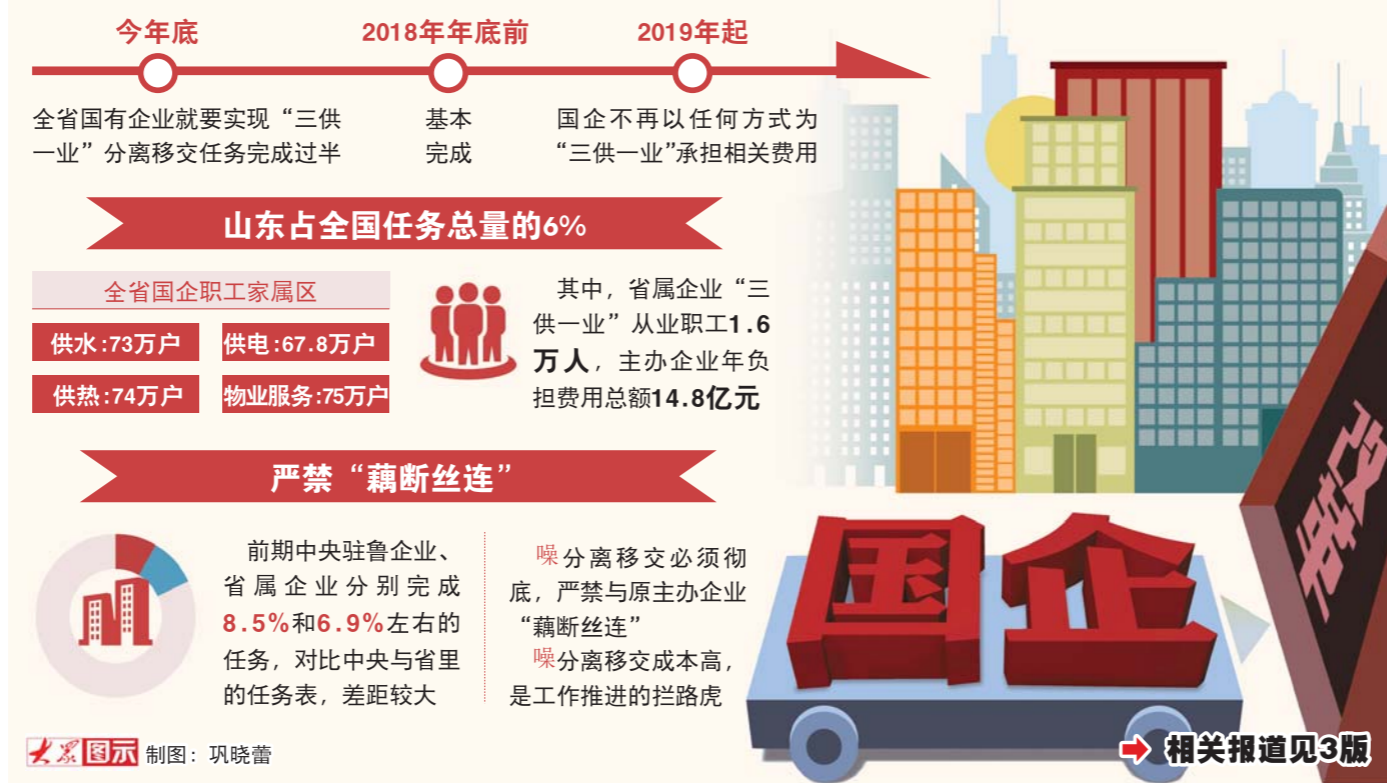 今年底
2018年年底前
2019年起
全省国有企业就要实现“三供
一业”分离移交任务完成过半
基本
完成
国企不再以任何方式为
“三供一业”承担相关费用
山东占全国任务总量的6%
全省国企职工家属区
供水:73万户
供电:67.8万户
供热:74万户
物业服务:75万户
其中，省属企业“三
供一业”从业职工1.6
万人，主办企业年负
担费用总额14.8亿元
严禁“藕断丝连”
前期中央驻鲁企业、
省属企业分别完成
8.5%和6.9%左右的
任务，对比中央与省里
的任务表，差距较大
噪分离移交必须彻
底，严禁与原主办企业
“藕断丝连”
噪分离移交成本高，
是工作推进的拦路虎
国企
改革
大众图示
制图：巩晓蕾
相关报道见3版